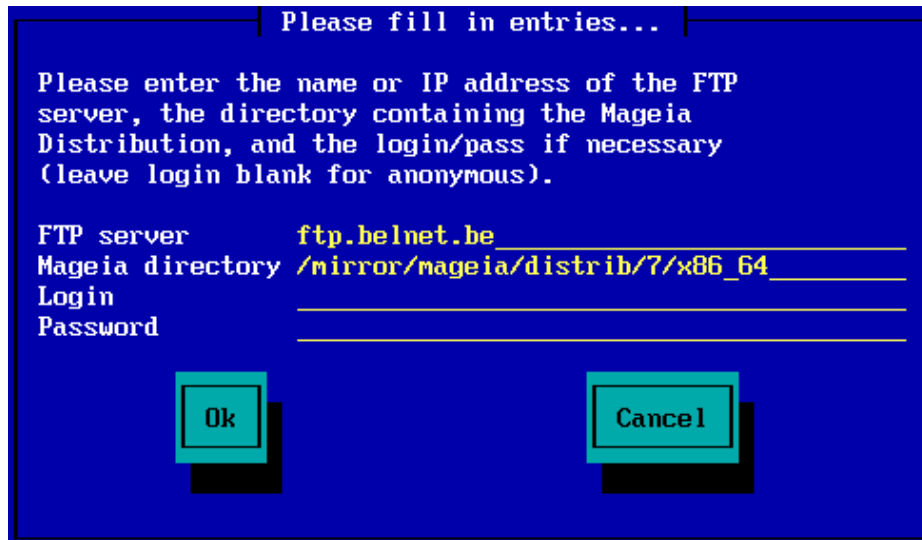 Please fill in entries...
Please enter the name or IP address of the FTP
server, the directory containing the Mageia
Distribution, and the login/pass if necessary
(leave login blank for anonymous).
FTP server ftp.belnet.be
Mageia directory /mirror/mageia/distrib/7/x86_64
Login
Password
Ok Cancel